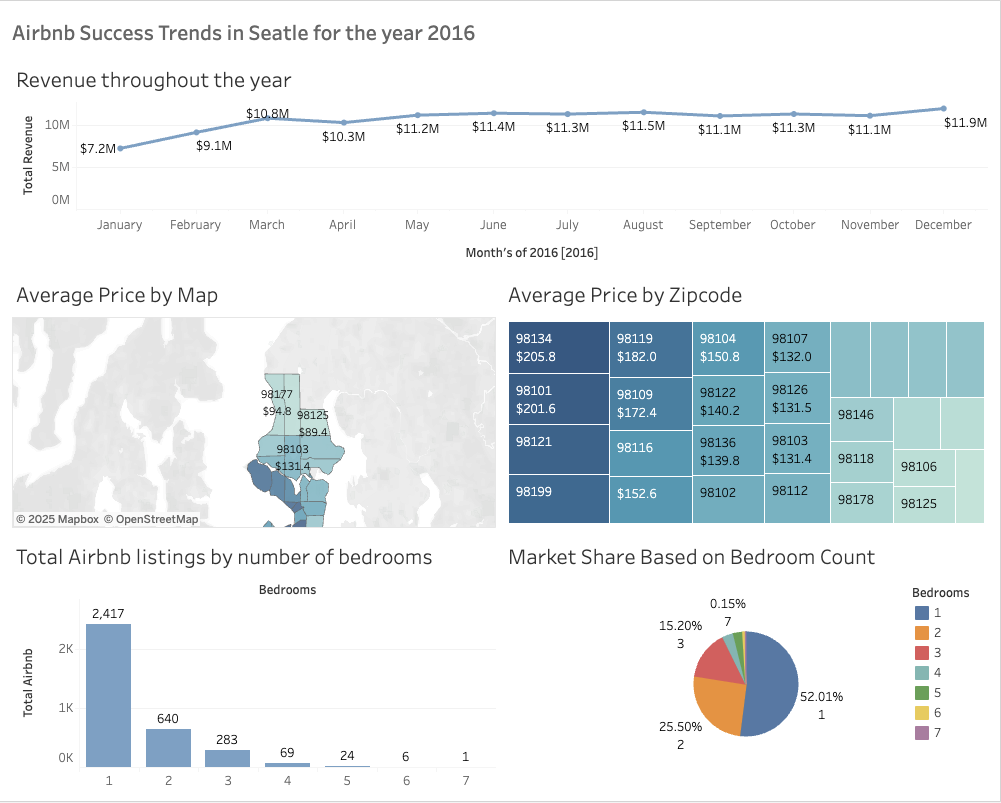 Airbnb Success Trends in Seatle for the year 2016
Revenue throughout the year
Total Revenue
10M
5M
0M
$7.2M
$9.1M
$10.8M
$10.3M
$11.2M
$11.4M
$11.3M
$11.5M
$11.1M
$11.3M
$11.1M
$11.9M
January February March April May June July August September October November December
Month's of 2016 [2016]
Average Price by Map
98177
$94.8
98125
$89.4
98103
$131.4
© 2025 Mapbox © OpenStreetMap
Average Price by Zipcode
98134
$205.8
98101
$201.6
98121
98199
98119
$182.0
98109
$172.4
98116
$152.6
98104
$150.8
98122
$140.2
98136
$139.8
98102
98107
$132.0
98126
$131.5
98103
$131.4
98112
98146
98118
98178
98106
98125
Total Airbnb listings by number of bedrooms
Bedrooms
Total Airbnb
2K
1K
0K
2,417
640
283
69
24
6
1
1 2 3 4 5 6 7
Market Share Based on Bedroom Count
0.15%
7
15.20%
3
25.50%
2
52.01%
1
Bedrooms
1
2
3
4
5
6
7